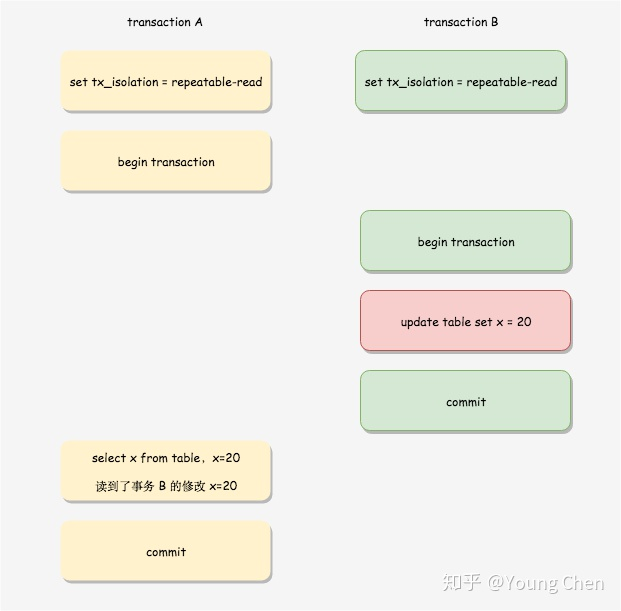 transaction A
transaction B
set tx_isolation = repeatable-read
set tx_isolation = repeatable-read
begin transaction
begin transaction
update table set x = 20
commit
select x from table，x=20
读到了事务 B 的修改 x=20
commit
知乎 @Young Chen